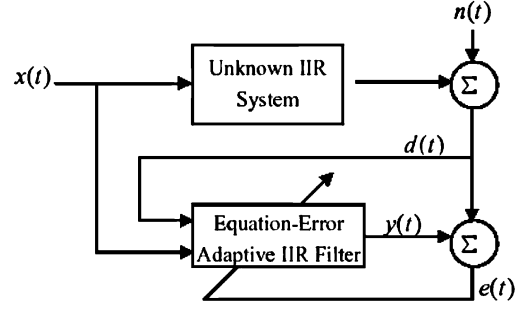 n(t)
x(t)
Unknown IIR
System
Σ
d(t)
Equation-Error
Adaptive IIR Filter
y(t)
Σ
e(t)